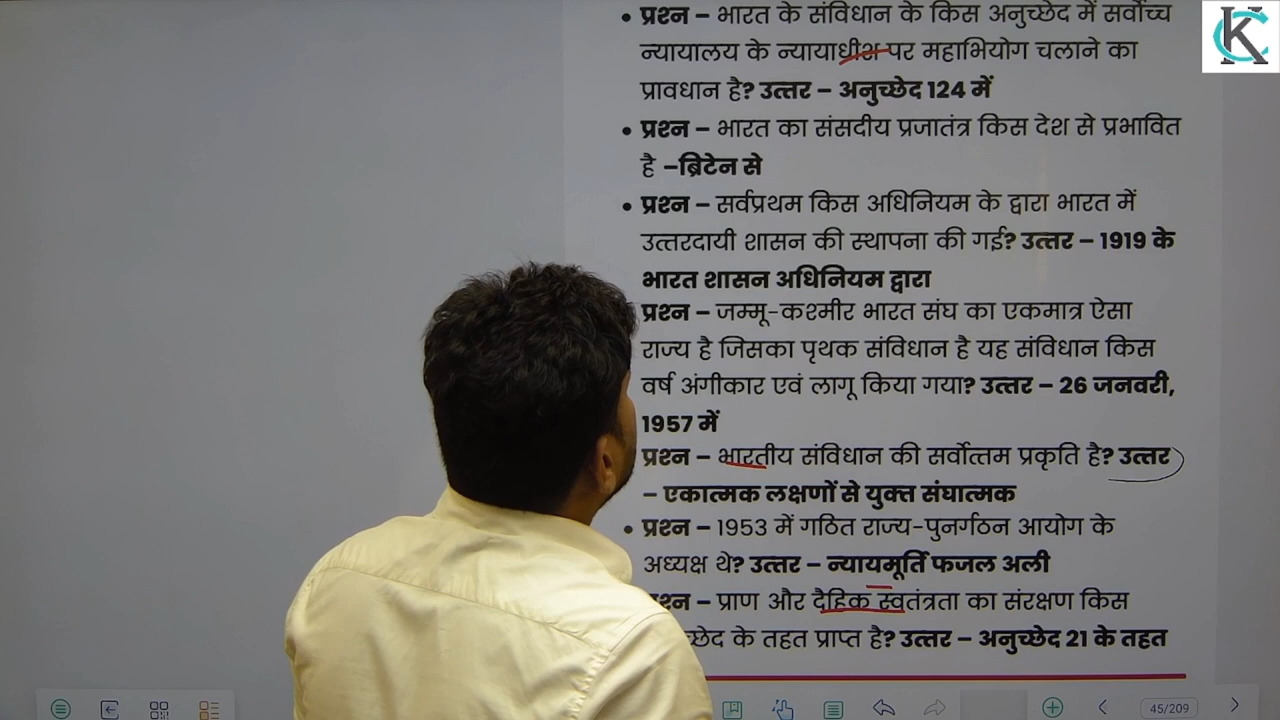 • प्रश्न – भारत के संविधान के किस अनुच्छेद में सर्वोच्च
न्यायालय के न्यायाधीश पर महाभियोग चलाने का
प्रावधान है? उत्तर – अनुच्छेद 124 में
• प्रश्न – भारत का संसदीय प्रजातंत्र किस देश से प्रभावित
है –ब्रिटेन से
• प्रश्न – सर्वप्रथम किस अधिनियम के द्वारा भारत में
उत्तरदायी शासन की स्थापना की गई? उत्तर – 1919 के
भारत शासन अधिनियम द्वारा
प्रश्न – जम्मू-कश्मीर भारत संघ का एकमात्र ऐसा
राज्य है जिसका पृथक संविधान है यह संविधान किस
वर्ष अंगीकार एवं लागू किया गया? उत्तर – 26 जनवरी,
1957 में
प्रश्न – भारतीय संविधान की सर्वोत्तम प्रकृति है? उत्तर
– एकात्मक लक्षणों से युक्त संघात्मक
• प्रश्न – 1953 में गठित राज्य-पुनर्गठन आयोग के
अध्यक्ष थे? उत्तर – न्यायमूर्ति फजल अली
– प्राण और दैहिक स्वतंत्रता का संरक्षण किस
के तहत प्राप्त है? उत्तर – अनुच्छेद 21 के तहत
45/209
KC